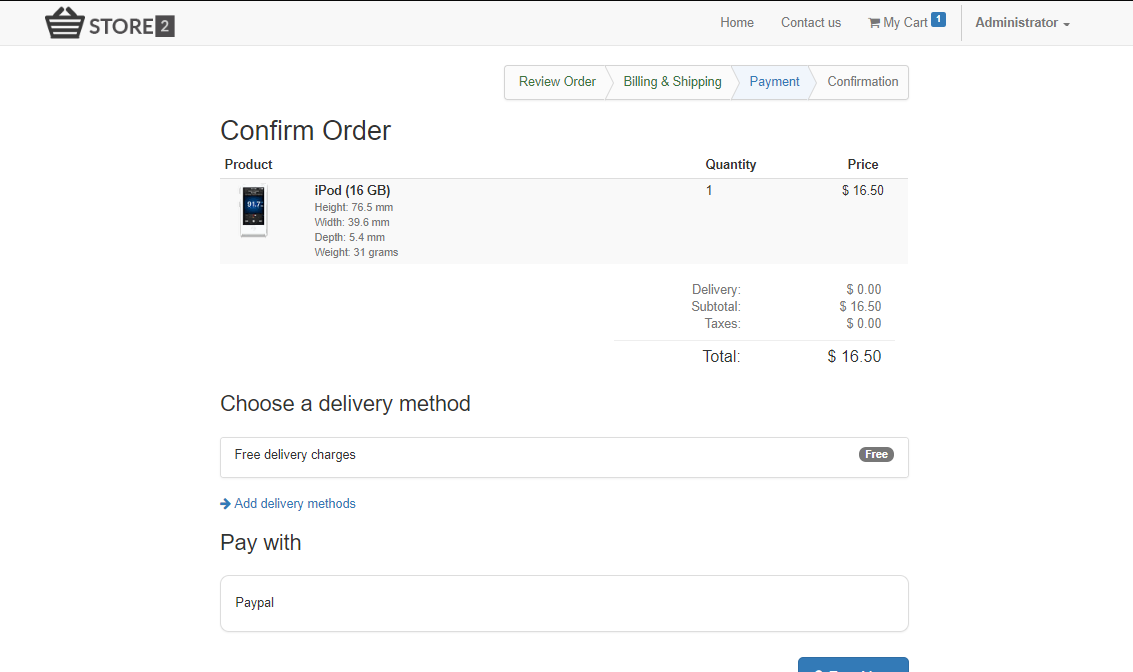 STORE 2
Home Contact us My Cart 1 Administrator
Review Order Billing & Shipping Payment Confirmation
Confirm Order
Product Quantity Price
91.7
iPod (16 GB) 1 $ 16.50
Height: 76.5 mm
Width: 39.6 mm
Depth: 5.4 mm
Weight: 31 grams
Delivery: $ 0.00
Subtotal: $ 16.50
Taxes: $ 0.00
Total: $ 16.50
Choose a delivery method
Free delivery charges Free
Add delivery methods
Pay with
Paypal